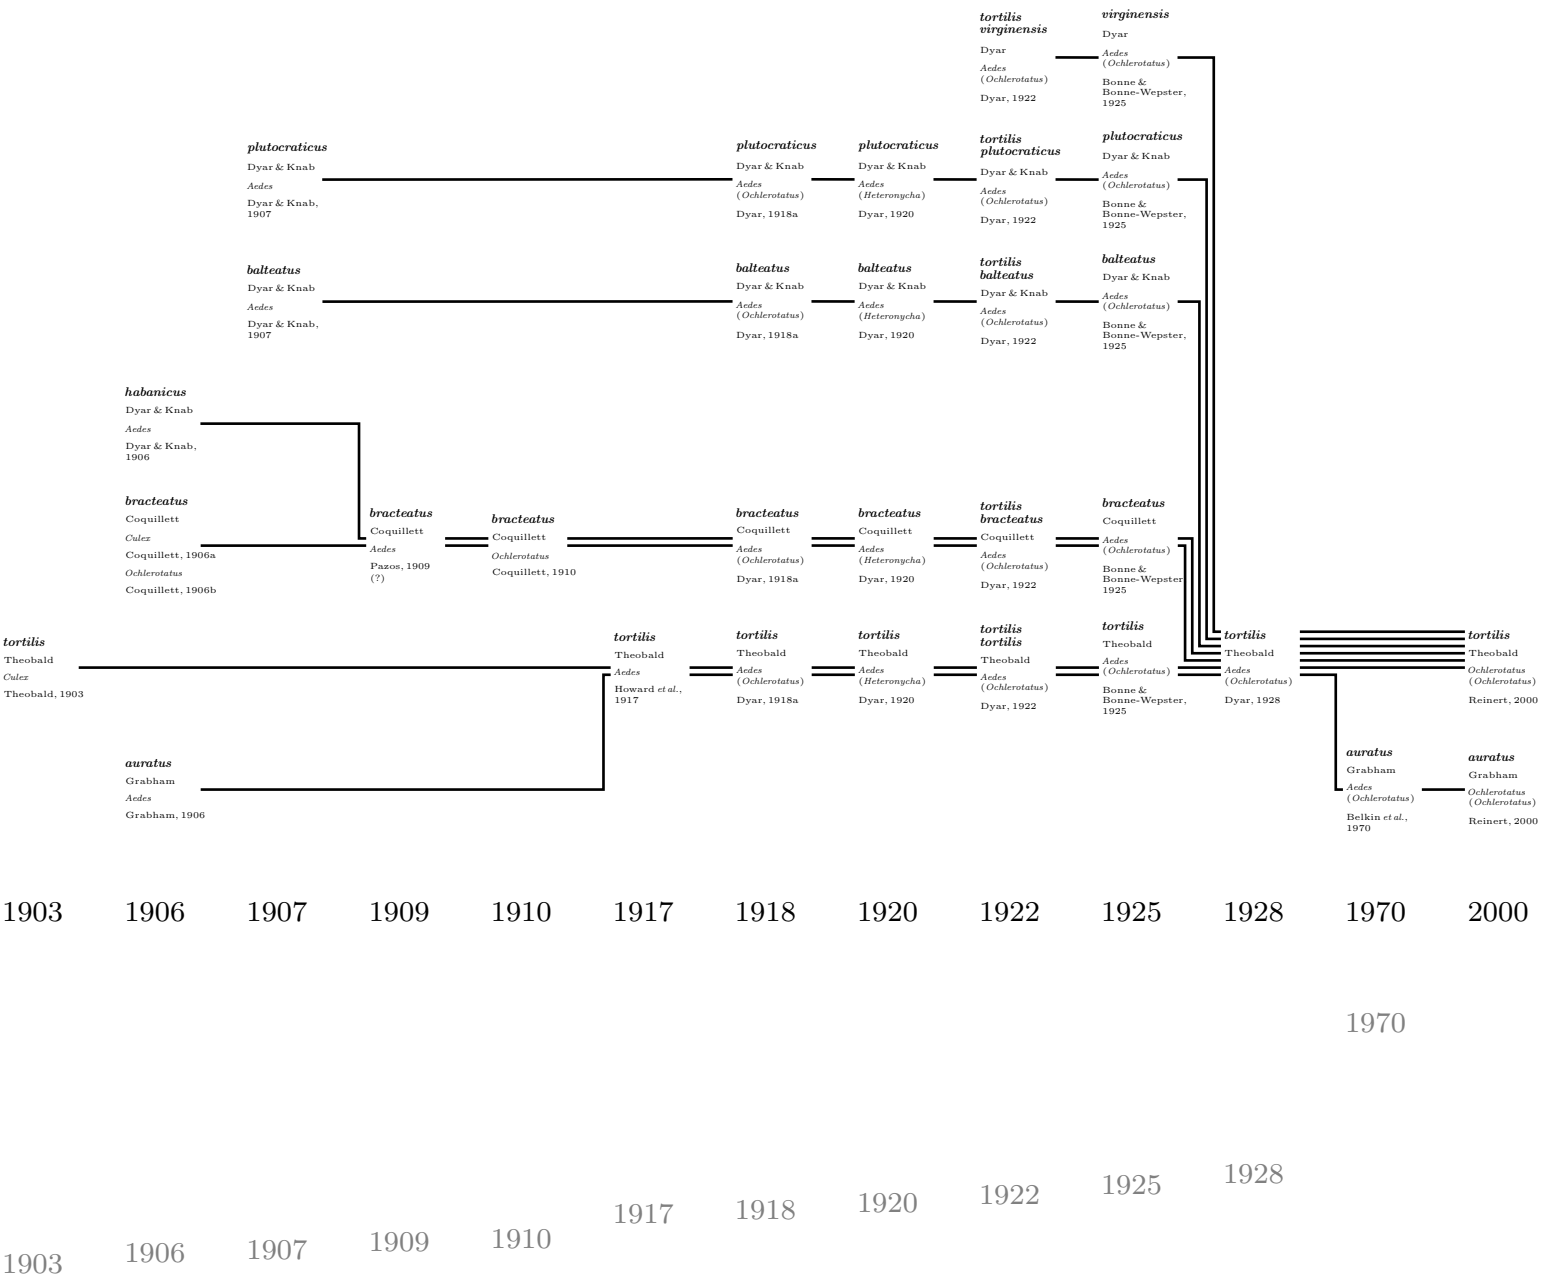 tortilis
virginensis
Dyar
Aedes
(Ochlerotatus)
Dyar, 1922
virginensis
Dyar
Aedes
(Ochlerotatus)
Bonne &
Bonne-Wepster,
1925
plutocraticus
Dyar & Knab
Aedes
Dyar & Knab,
1907
plutocraticus
Dyar & Knab
Aedes
(Ochlerotatus)
Dyar, 1918a
plutocraticus
Dyar & Knab
Aedes
(Heteronycha)
Dyar, 1920
tortilis
plutocraticus
Dyar & Knab
Aedes
(Ochlerotatus)
Dyar, 1922
plutocraticus
Dyar & Knab
Aedes
(Ochlerotatus)
Bonne &
Bonne-Wepster,
1925
balteatus
Dyar & Knab
Aedes
Dyar & Knab,
1907
balteatus
Dyar & Knab
Aedes
(Ochlerotatus)
Dyar, 1918a
balteatus
Dyar & Knab
Aedes
(Heteronycha)
Dyar, 1920
tortilis
balteatus
Dyar & Knab
Aedes
(Ochlerotatus)
Dyar, 1922
balteatus
Dyar & Knab
Aedes
(Ochlerotatus)
Bonne &
Bonne-Wepster,
1925
habanicus
Dyar & Knab
Aedes
Dyar & Knab,
1906
bracteatus
Coquillett
Culex
Coquillett, 1906a
Ochlerotatus
Coquillett, 1906b
bracteatus
Coquillett
Aedes
Pazos, 1909
(?)
bracteatus
Coquillett
Ochlerotatus
Coquillett, 1910
bracteatus
Coquillett
Aedes
(Ochlerotatus)
Dyar, 1918a
bracteatus
Coquillett
Aedes
(Heteronycha)
Dyar, 1920
tortilis
bracteatus
Coquillett
Aedes
(Ochlerotatus)
Dyar, 1922
bracteatus
Coquillett
Aedes
(Ochlerotatus)
Bonne &
Bonne-Wepster
1925
tortilis
Theobald
Culex
Theobald, 1903
tortilis
Theobald
Aedes
Howard et al.,
1917
tortilis
Theobald
Aedes
(Ochlerotatus)
Dyar, 1918a
tortilis
Theobald
Aedes
(Heteronycha)
Dyar, 1920
tortilis
tortilis
Theobald
Aedes
(Ochlerotatus)
Dyar, 1922
tortilis
Theobald
Aedes
(Ochlerotatus)
Bonne &
Bonne-Wepster,
1925
tortilis
Theobald
Aedes
(Ochlerotatus)
Dyar, 1928
tortilis
Theobald
Ochlerotatus
(Ochlerotatus)
Reinert, 2000
auratus
Grabham
Aedes
Grabham, 1906
auratus
Grabham
Aedes
(Ochlerotatus)
Belkin et al.,
1970
auratus
Grabham
Ochlerotatus
(Ochlerotatus)
Reinert, 2000
1903 1906 1907 1909 1910 1917 1918 1920 1922 1925 1928 1970 2000
1970
1928
1925
1922
1920
1918
1917
1910
1909
1907
1906
1903